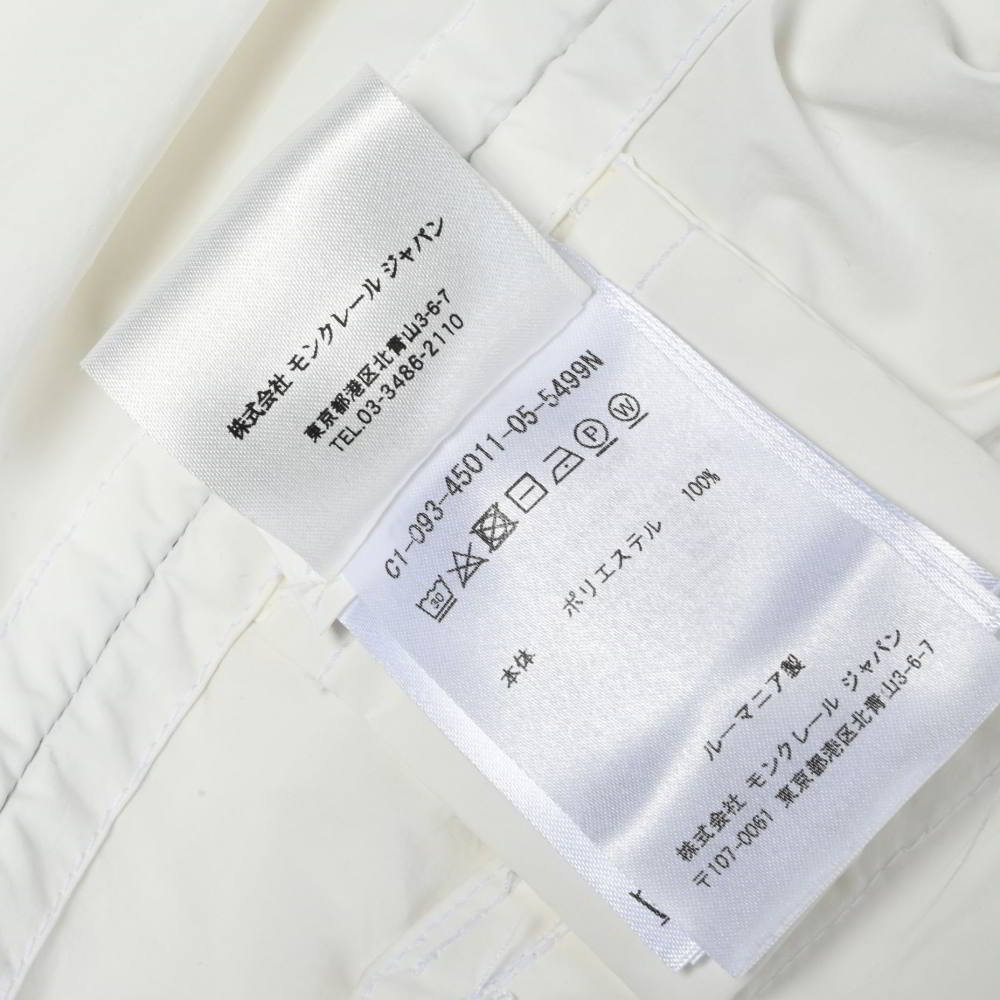 株式会社 モンクレール ジャパン
東京都港区北青山3-6-7
TEL.03-3486-2110
C1-093-45011-05-5499N
30 P W
本体 ポリエステル 100%
ルーマニア製
株式会社 モンクレール ジャパン
〒107-0061 東京都港区北青山3-6-7